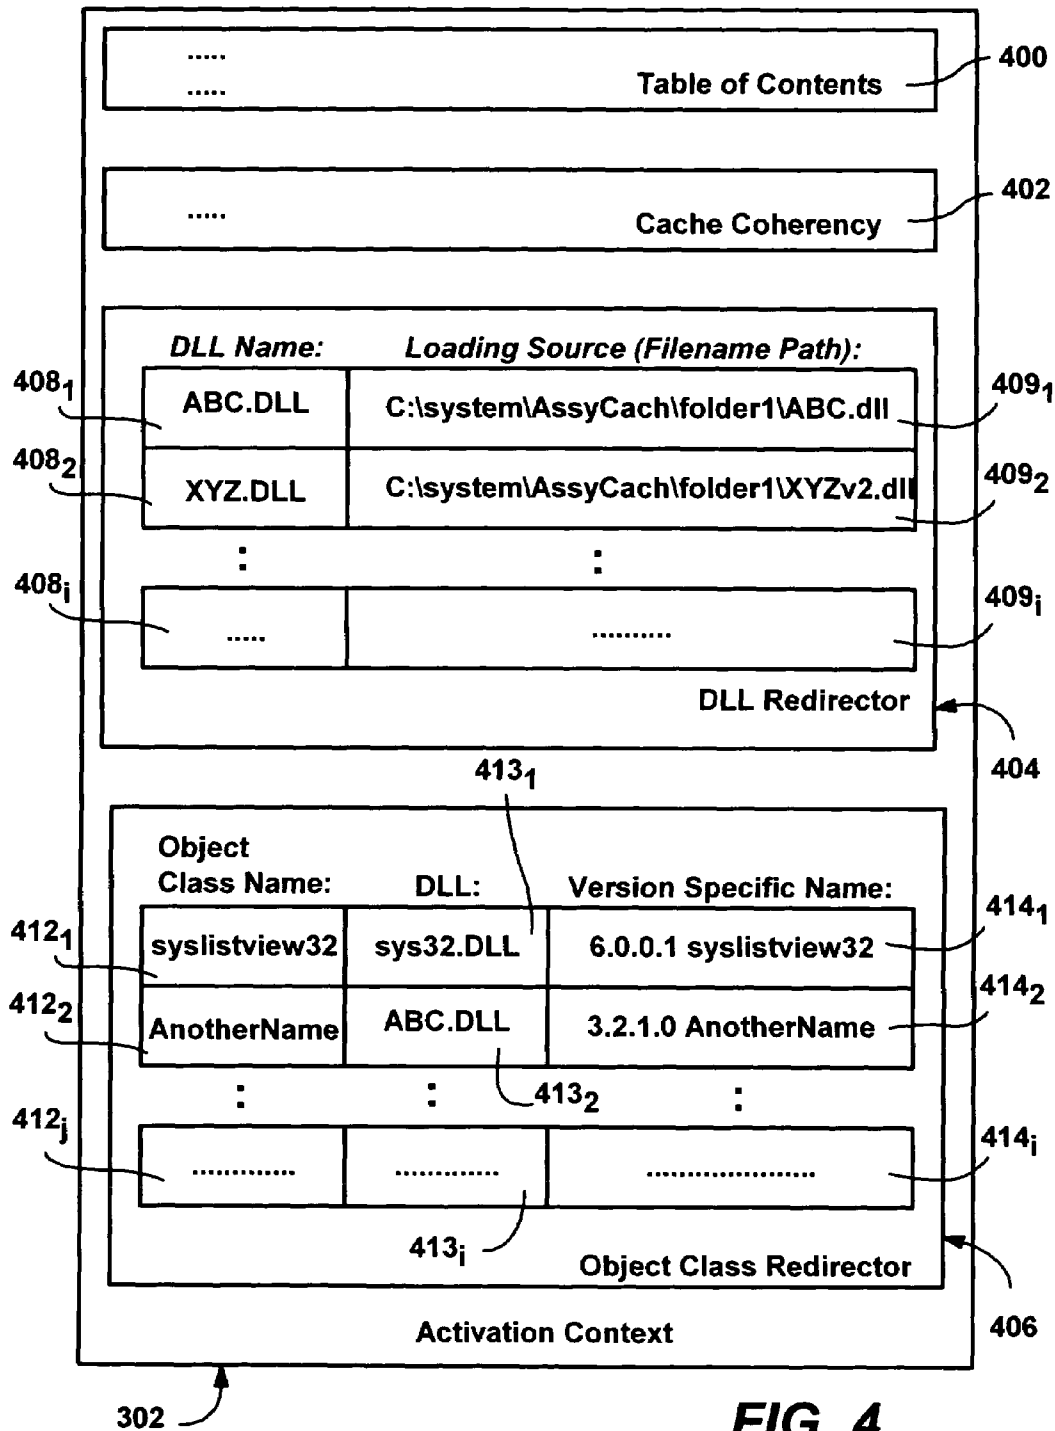 .....
400
.....
Table of Contents
402
.....
Cache Coherency
DLL Name: Loading Source (Filename Path):
408₁ ABC.DLL C:\system\AssyCach\folder1\ABC.dll 409₁
408₂ XYZ.DLL C:\system\AssyCach\folder1\XYZv2.dll 409₂
: :
408ᵢ ..... .......... 409ᵢ
DLL Redirector
404
413₁
Object
Class Name: DLL: Version Specific Name:
412₁ syslistview32 sys32.DLL 6.0.0.1 syslistview32 414₁
412₂ AnotherName ABC.DLL 3.2.1.0 AnotherName 414₂
: : :
413₂
412ⱼ ............. ............. ..................... 414ᵢ
413ᵢ
Object Class Redirector
406
Activation Context
302
FIG. 4